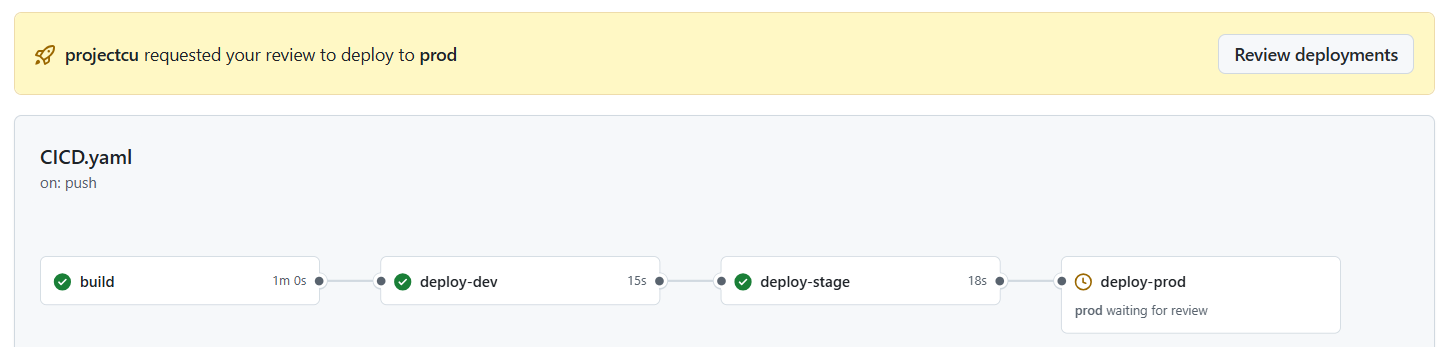 projectcu requested your review to deploy to prod
Review deployments
CICD.yaml
on: push
build 1m 0s
deploy-dev 15s
deploy-stage 18s
deploy-prod
prod waiting for review